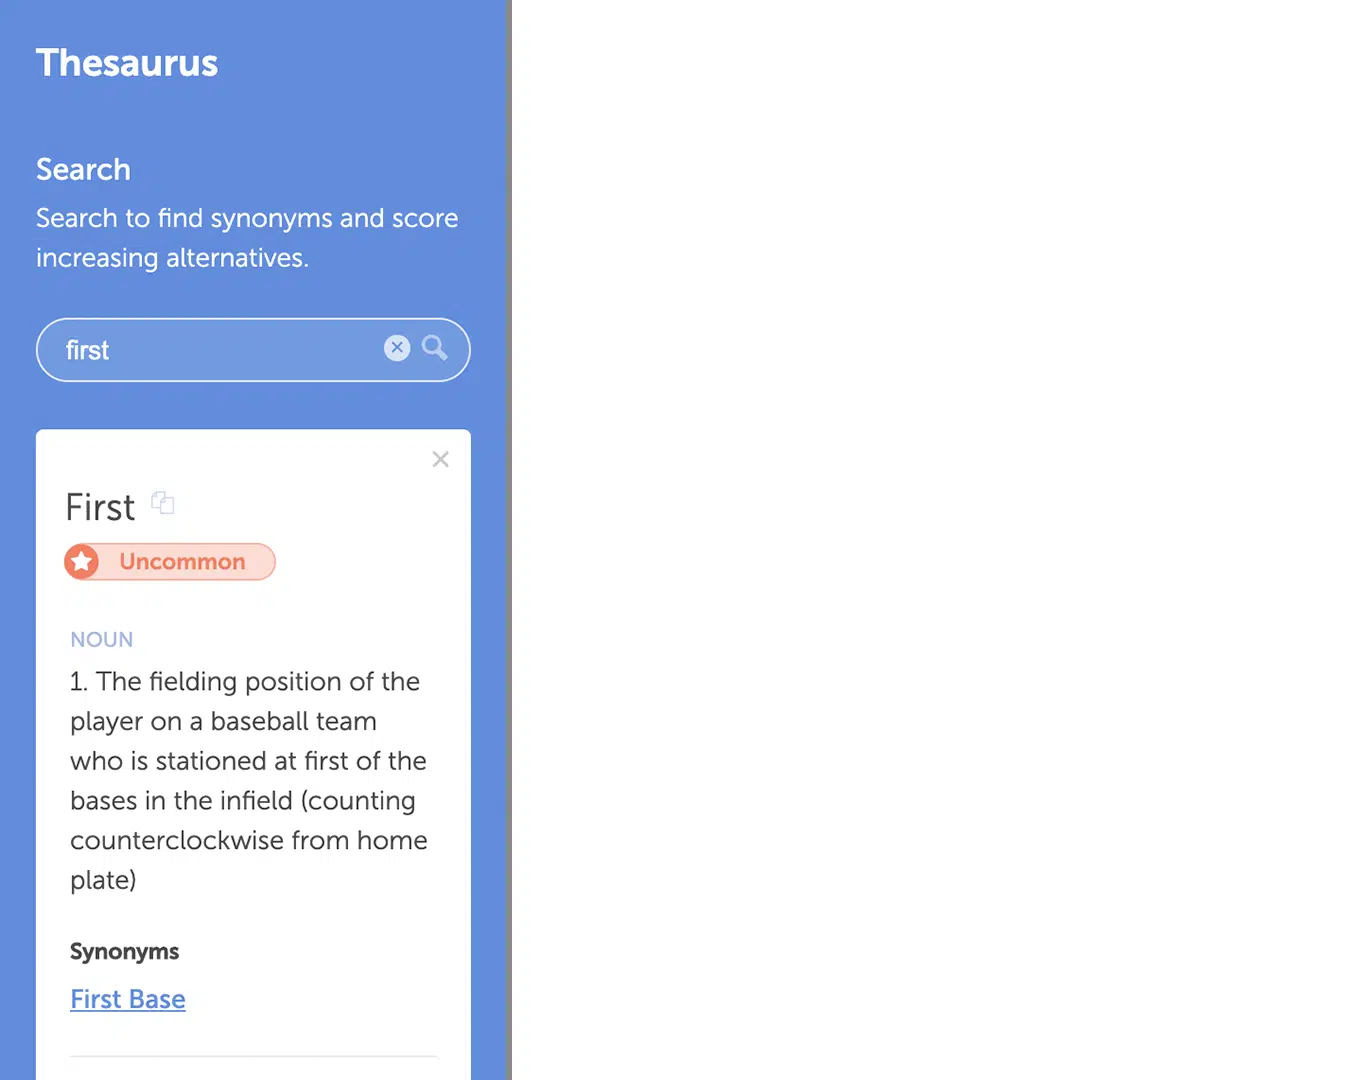 Thesaurus
Search
Search to find synonyms and score
increasing alternatives.
first
First
Uncommon
NOUN
1. The fielding position of the
player on a baseball team
who is stationed at first of the
bases in the infield (counting
counterclockwise from home
plate)
Synonyms
First Base